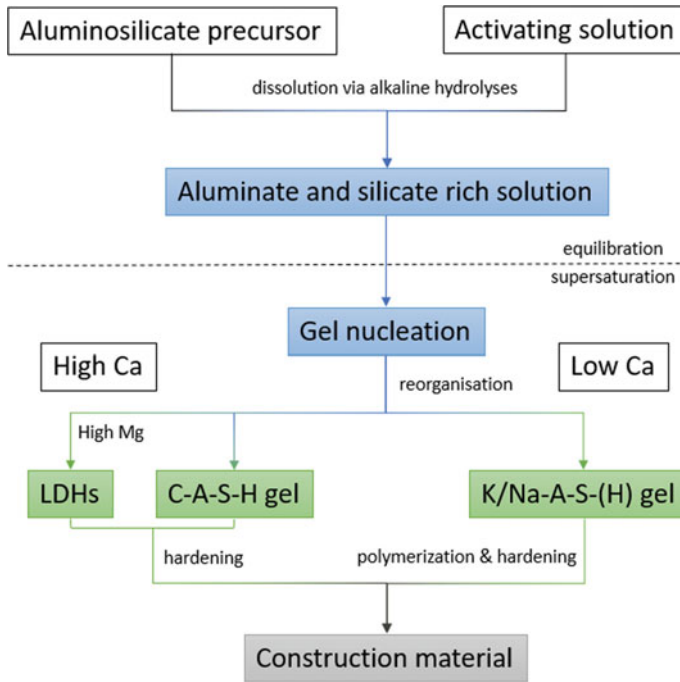 Aluminosilicate precursor
Activating solution
dissolution via alkaline hydrolyses
Aluminate and silicate rich solution
equilibration
supersaturation
Gel nucleation
High Ca
Low Ca
reorganisation
High Mg
LDHs
C-A-S-H gel
K/Na-A-S-(H) gel
hardening
polymerization & hardening
Construction material